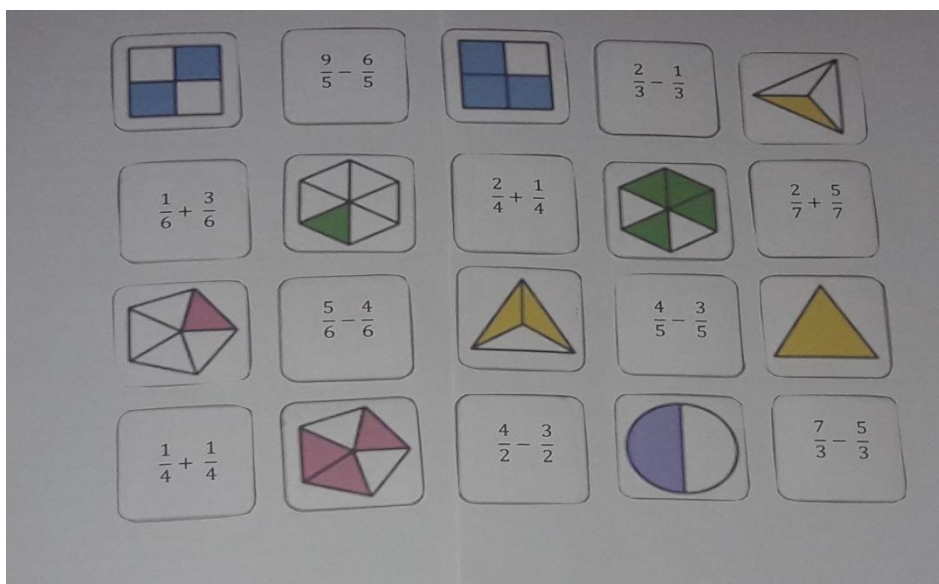 9/5 − 6/5
2/3 − 1/3
1/6 + 3/6
2/4 + 1/4
2/7 + 5/7
5/6 − 4/6
4/5 − 3/5
1/4 + 1/4
4/2 − 3/2
7/3 − 5/3